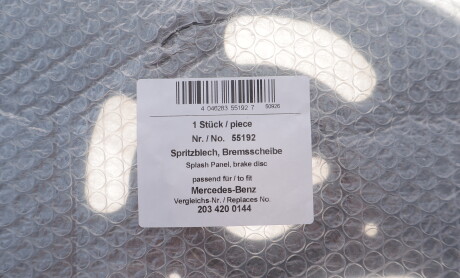 4 046283 55192 7 50926
1 Stück / piece
Nr. / No. 55192
Spritzblech, Bremsscheibe
Splash Panel, brake disc
passend für / to fit
Mercedes-Benz
Vergleichs-Nr. / Replaces No.
203 420 0144